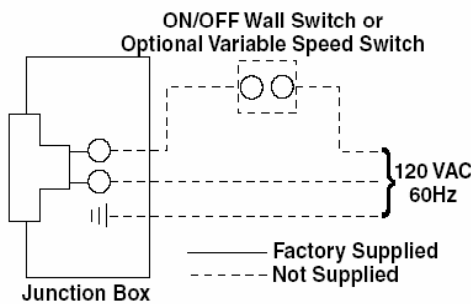 ON/OFF Wall Switch or
Optional Variable Speed Switch
120 VAC
60Hz
Factory Supplied
Not Supplied
Junction Box